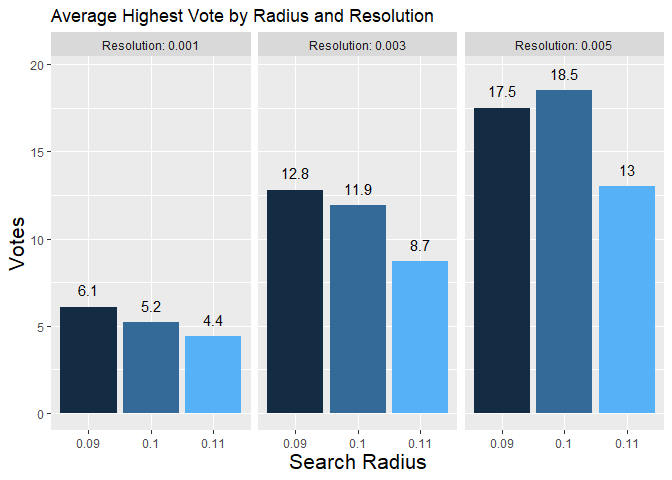 Average Highest Vote by Radius and Resolution
Resolution: 0.001 Resolution: 0.003 Resolution: 0.005
20
15
10
5
0
Votes
6.1 5.2 4.4
12.8 11.9 8.7
17.5 18.5 13
0.09 0.1 0.11 0.09 0.1 0.11 0.09 0.1 0.11
Search Radius